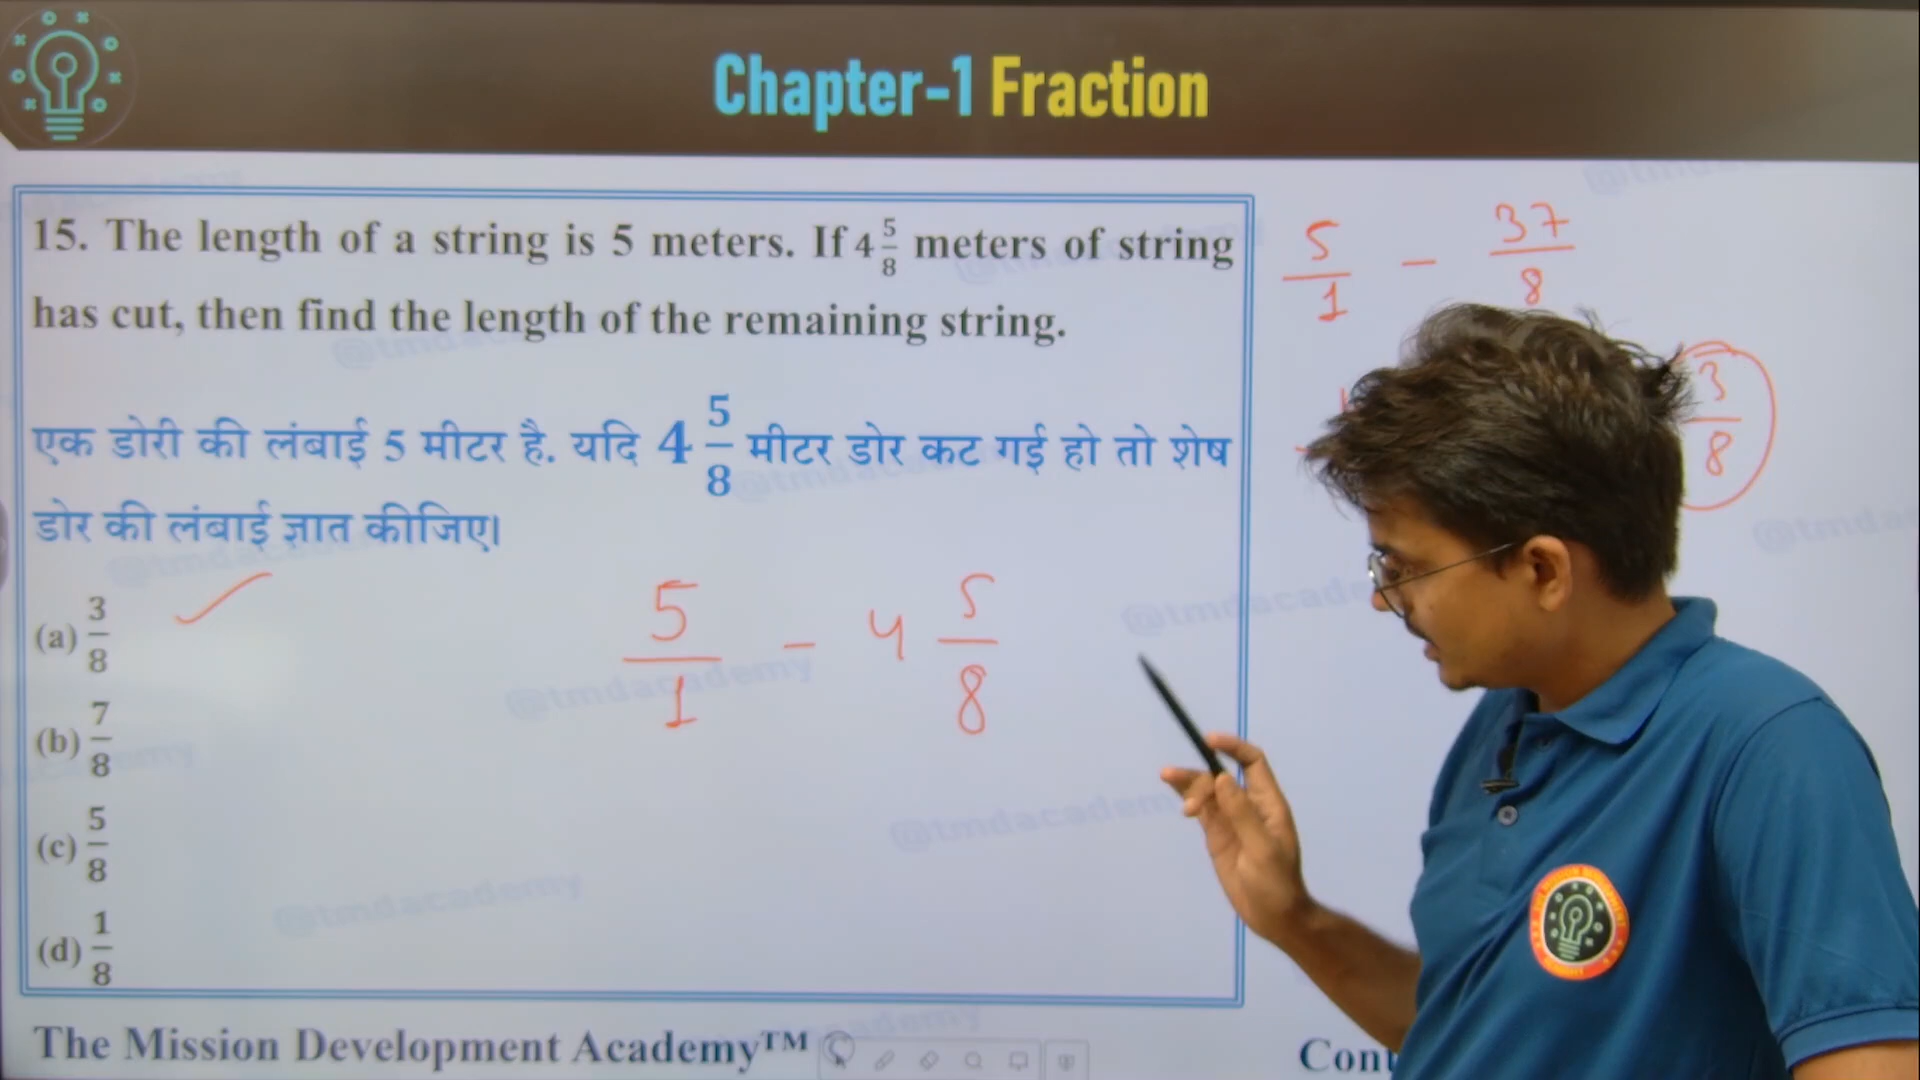 Chapter-1 Fraction
15. The length of a string is 5 meters. If 4 5/8 meters of string
has cut, then find the length of the remaining string.
एक डोरी की लंबाई 5 मीटर है. यदि 4 5/8 मीटर डोर कट गई हो तो शेष
डोर की लंबाई ज्ञात कीजिए।
(a) 3/8
(b) 7/8
(c) 5/8
(d) 1/8
5/1 - 4 5/8
5/1 - 37/8
3/8
The Mission Development Academy™
@tmdacademy